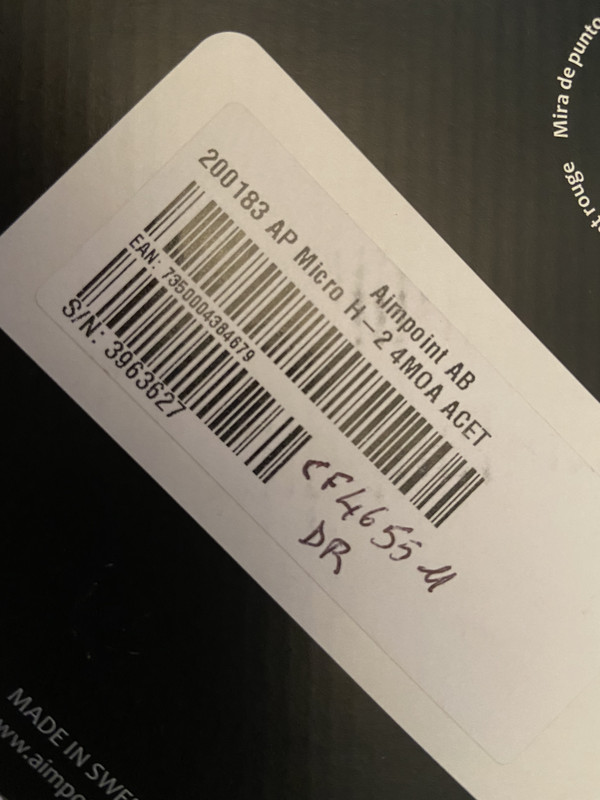 Mira de punto
rouge
Aimpoint AB
200183 AP Micro H-2 4MOA ACET
EAN: 7350004384679
S/N: 3963627
CF4655M
DR
MADE IN SWE
www.aimpo